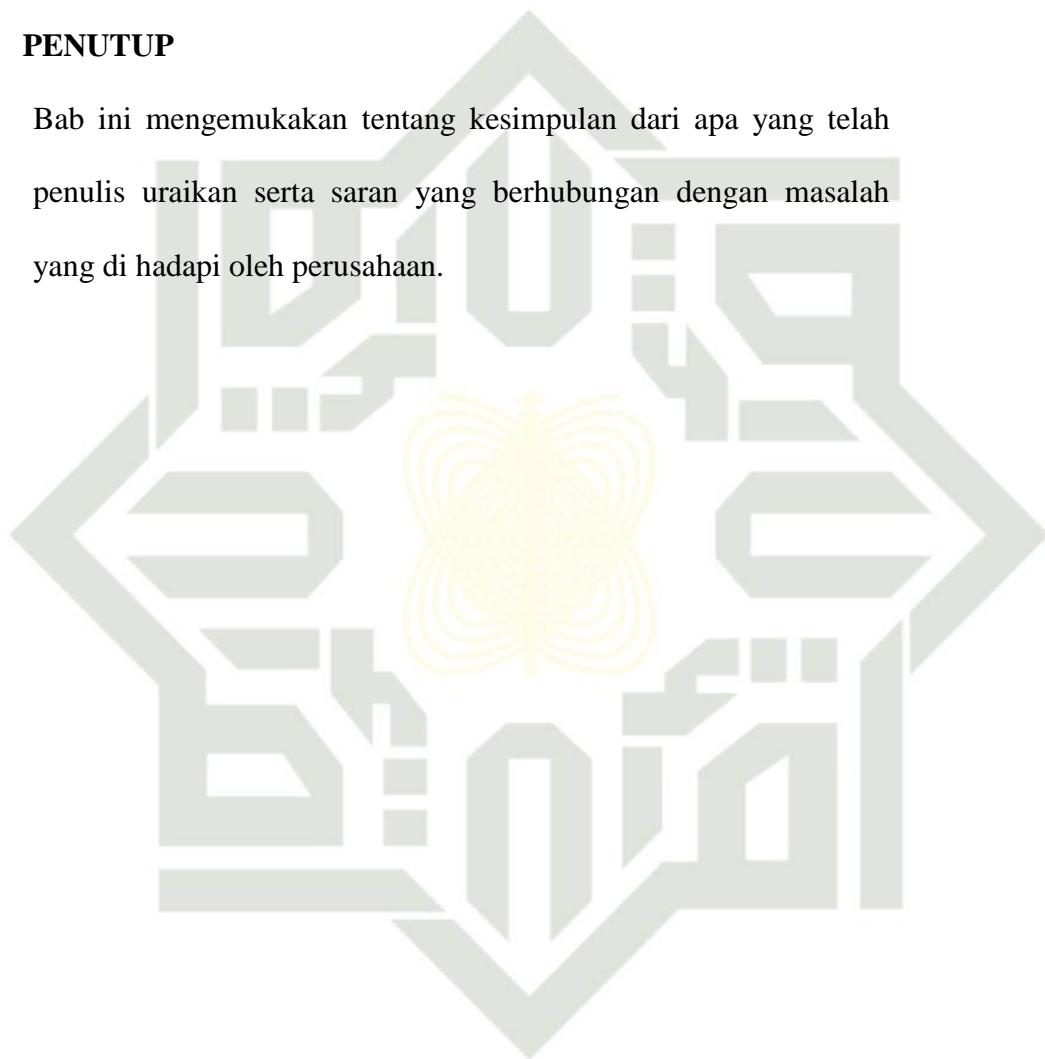 PENUTUP
Bab ini mengemukakan tentang kesimpulan dari apa yang telah
penulis uraikan serta saran yang berhubungan dengan masalah
yang di hadapi oleh perusahaan.